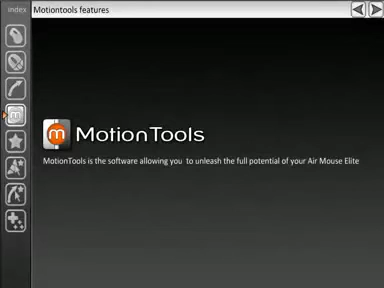 index
Motiontools features
m
m MotionTools
MotionTools is the software allowing you to unleash the full potential of your Air Mouse Elite